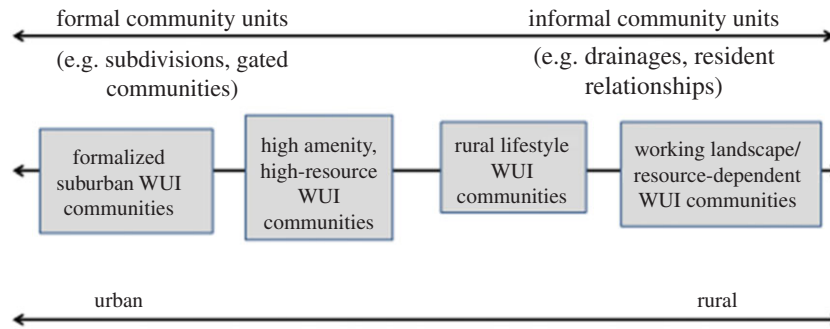 formal community units
informal community units
(e.g. subdivisions, gated
communities)
(e.g. drainages, resident
relationships)
formalized
suburban WUI
communities
high amenity,
high-resource
WUI
communities
rural lifestyle
WUI
communities
working landscape/
resource-dependent
WUI communities
urban
rural